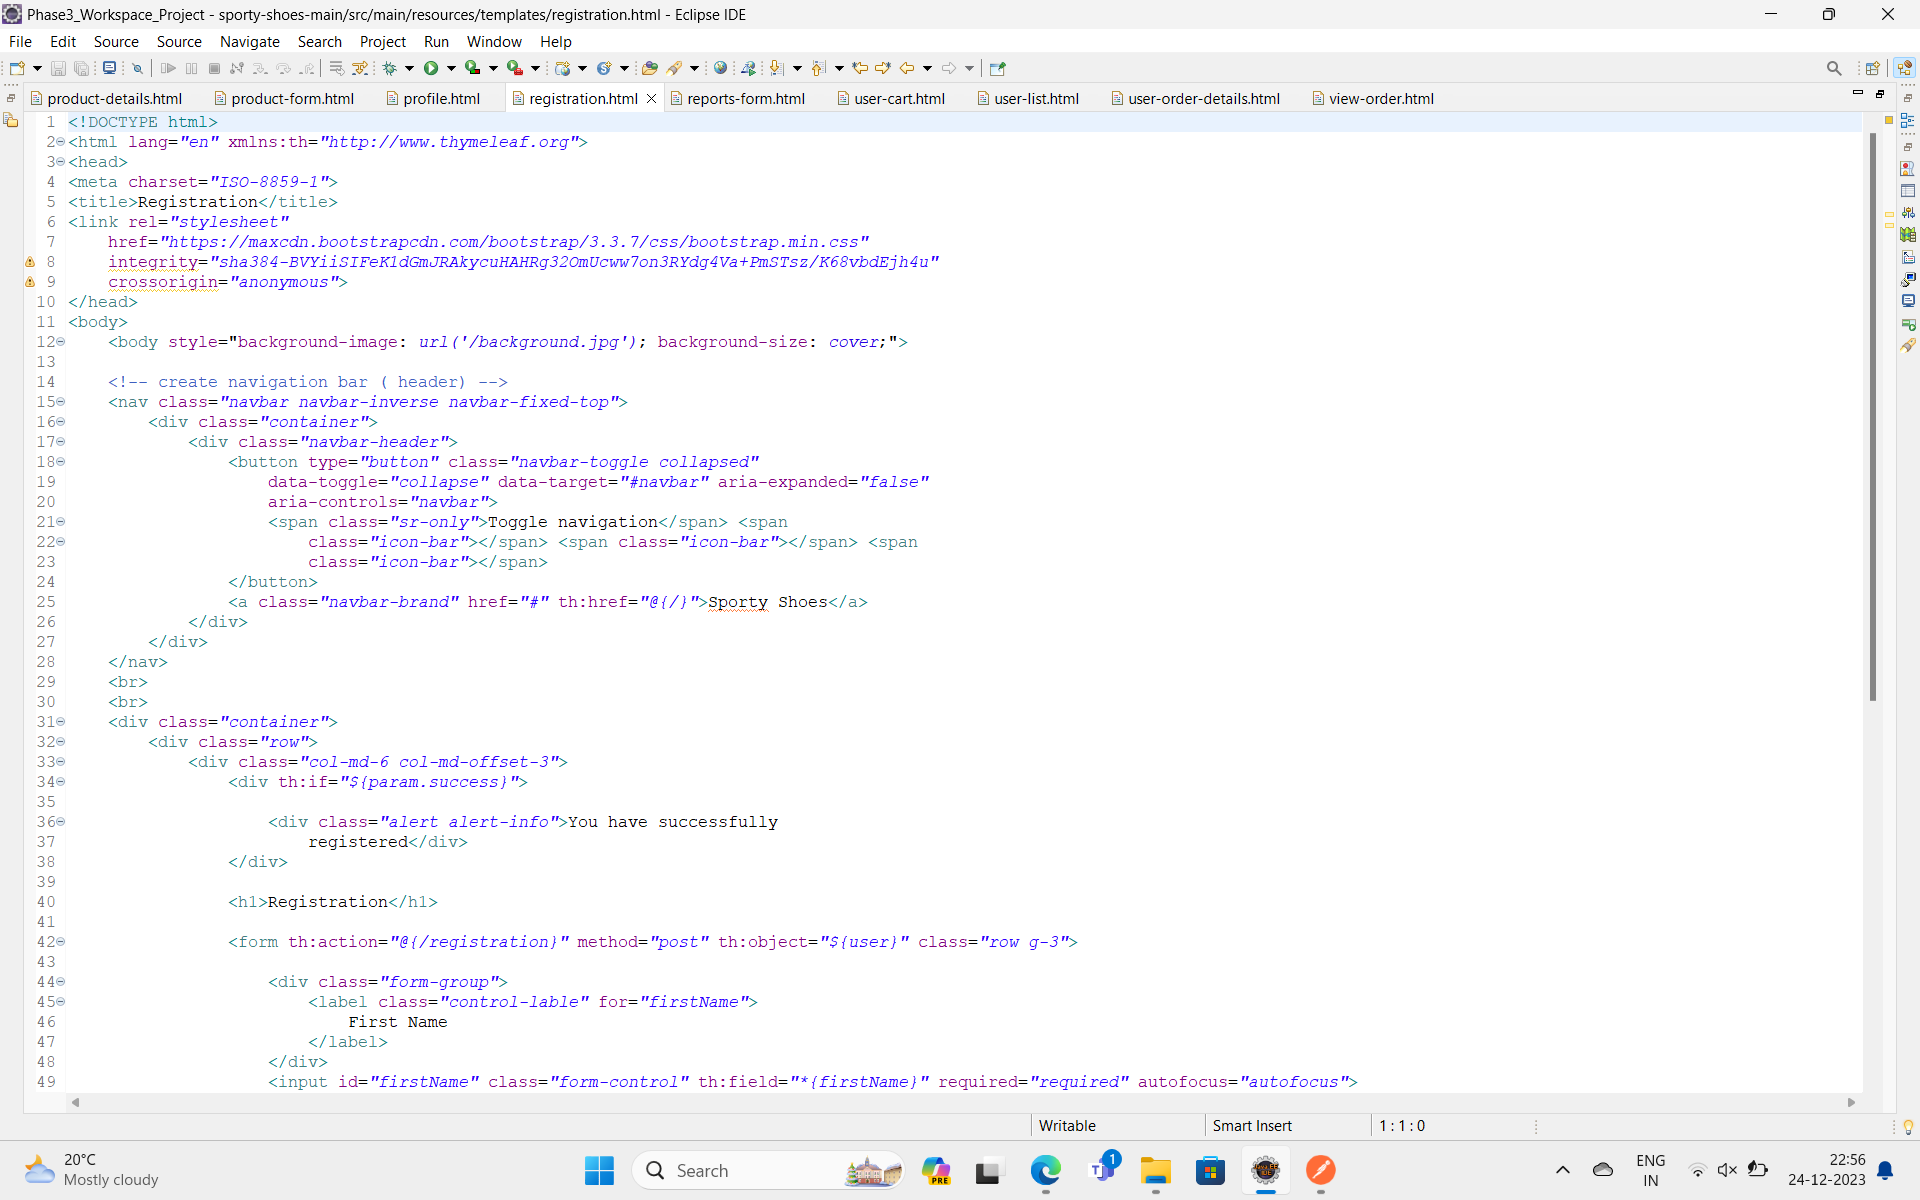 Phase3_Workspace_Project - sporty-shoes-main/src/main/resources/templates/registration.html - Eclipse IDE
File Edit Source Source Navigate Search Project Run Window Help
product-details.html product-form.html profile.html registration.html reports-form.html user-cart.html user-list.html user-order-details.html view-order.html
1 <!DOCTYPE html>
2 <html lang="en" xmlns:th="http://www.thymeleaf.org">
3 <head>
4 <meta charset="ISO-8859-1">
5 <title>Registration</title>
6 <link rel="stylesheet"
7 href="https://maxcdn.bootstrapcdn.com/bootstrap/3.3.7/css/bootstrap.min.css"
8 integrity="sha384-BVYiiSIFeK1dGmJRAkycuHAHRg32OmUcww7on3RYdg4Va+PmSTsz/K68vbdEjh4u"
9 crossorigin="anonymous">
10 </head>
11 <body>
12 <body style="background-image: url('/background.jpg'); background-size: cover;">
13
14 <!-- create navigation bar ( header) -->
15 <nav class="navbar navbar-inverse navbar-fixed-top">
16 <div class="container">
17 <div class="navbar-header">
18 <button type="button" class="navbar-toggle collapsed"
19 data-toggle="collapse" data-target="#navbar" aria-expanded="false"
20 aria-controls="navbar">
21 <span class="sr-only">Toggle navigation</span> <span
22 class="icon-bar"></span> <span class="icon-bar"></span> <span
23 class="icon-bar"></span>
24 </button>
25 <a class="navbar-brand" href="#" th:href="@{/}">Sporty Shoes</a>
26 </div>
27 </div>
28 </nav>
29 <br>
30 <br>
31 <div class="container">
32 <div class="row">
33 <div class="col-md-6 col-md-offset-3">
34 <div th:if="${param.success}">
35
36 <div class="alert alert-info">You have successfully
37 registered</div>
38 </div>
39
40 <h1>Registration</h1>
41
42 <form th:action="@{/registration}" method="post" th:object="${user}" class="row g-3">
43
44 <div class="form-group">
45 <label class="control-lable" for="firstName">
46 First Name
47 </label>
48 </div>
49 <input id="firstName" class="form-control" th:field="*{firstName}" required="required" autofocus="autofocus">
Writable Smart Insert 1 : 1 : 0
20°C
Mostly cloudy
Search
PRE
1
ENG
IN
22:56
24-12-2023